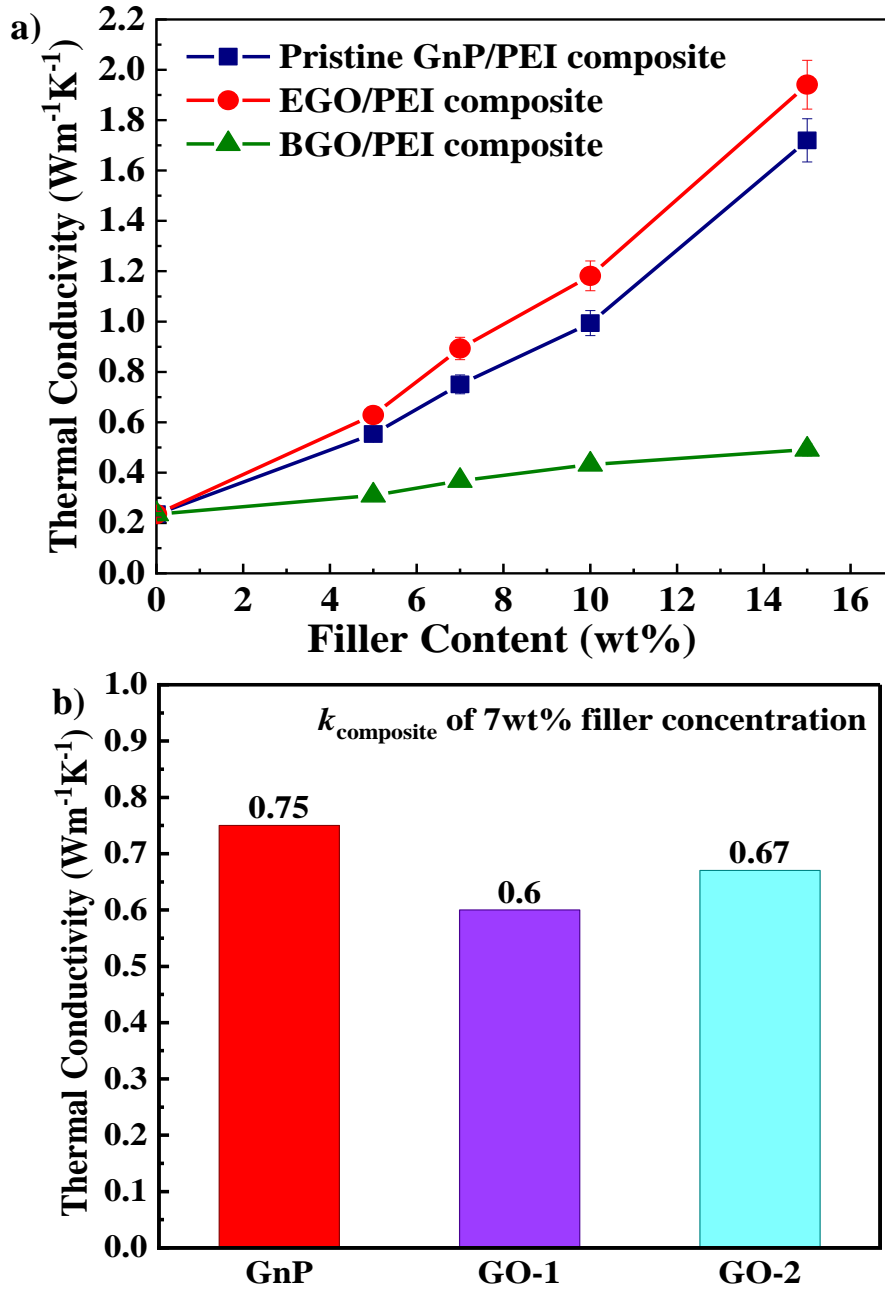 a)
2.2
2.0
1.8
1.6
1.4
1.2
1.0
0.8
0.6
0.4
0.2
0.0
Thermal Conducivity (Wm⁻¹K⁻¹)
Pristine GnP/PEI composite
EGO/PEI composite
BGO/PEI composite
0 2 4 6 8 10 12 14 16
Filler Content (wt%)
b)
1.0
0.9
0.8
0.7
0.6
0.5
0.4
0.3
0.2
0.1
0.0
Thermal Conductivity (Wm⁻¹K⁻¹)
k composite of 7wt% filler concentration
0.75
0.6
0.67
GnP GO-1 GO-2